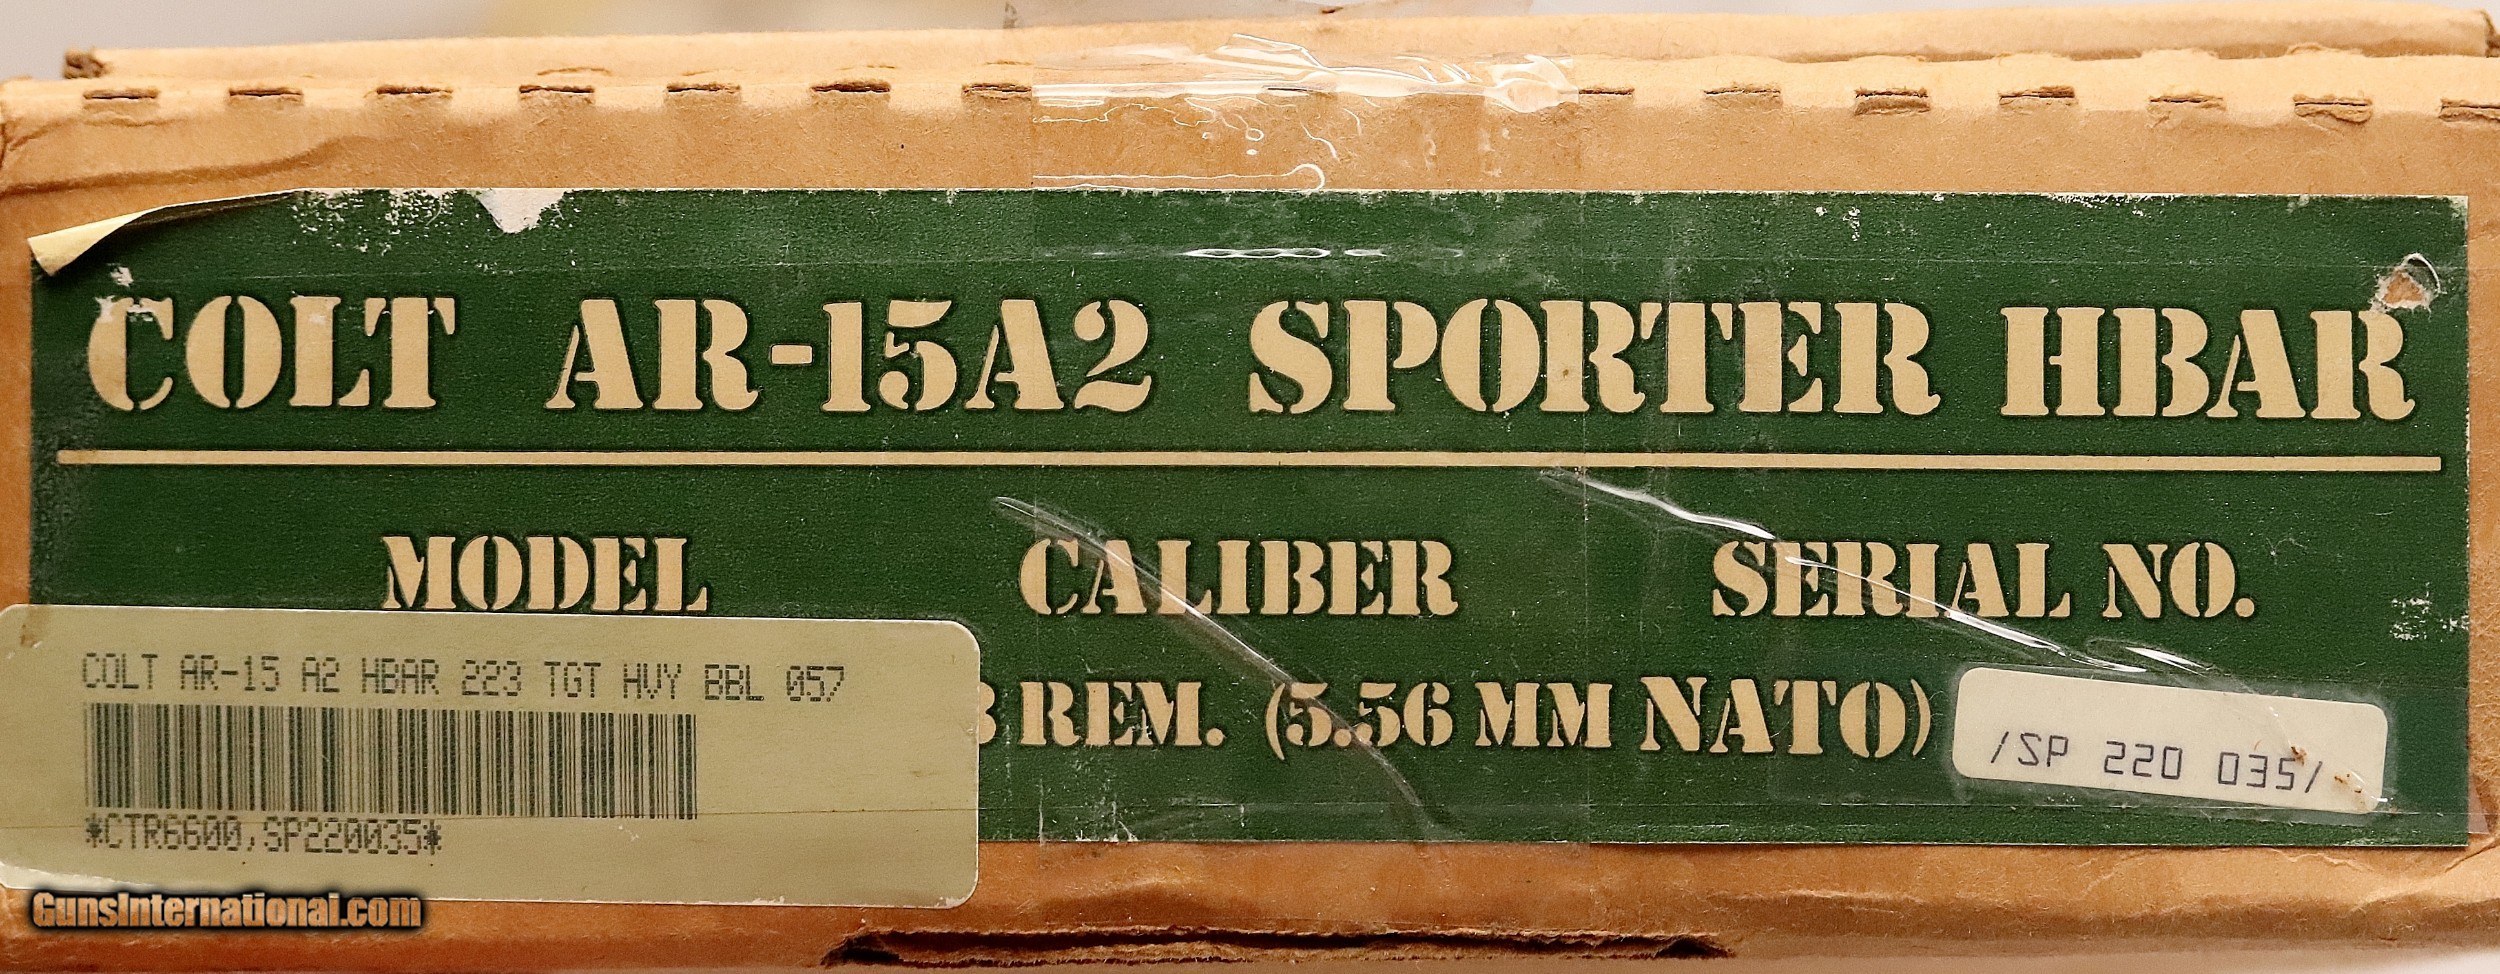 COLT AR-15A2 SPORTER HBAR
MODEL CALIBER SERIAL NO.
3 REM. (5.56 MM NATO)
/SP 220 035/
COLT AR-15 A2 HBAR 223 TGT HVY BBL 057
*CTR6600,SP220035*
GunsInternational.com